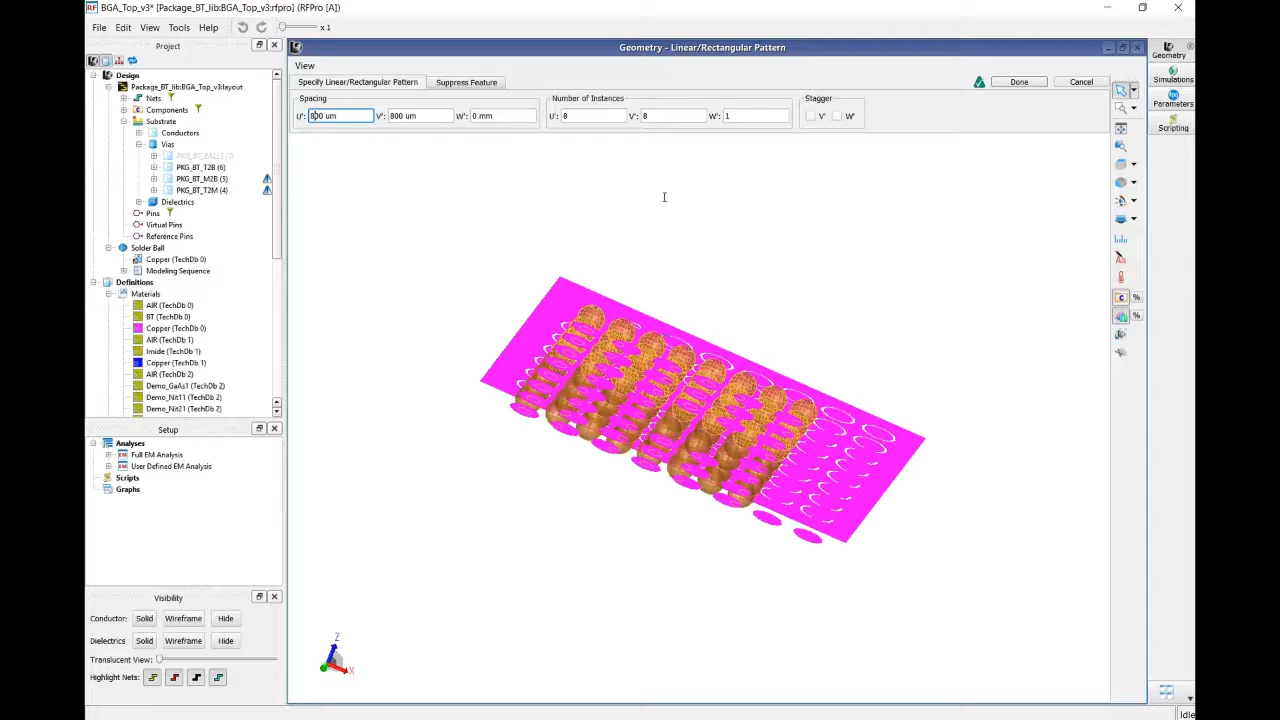 BGA_Top_v3* [Package_BT_lib:BGA_Top_v3:rfpro] (RFPro [A])
File Edit View Tools Help
x 1
Project
Design
Package_BT_lib:BGA_Top_v3:layout
Nets
Components
Substrate
Conductors
Vias
PKG_BT_BALLS (7)
PKG_BT_T2B (6)
PKG_BT_M2B (5)
PKG_BT_T2M (4)
Dielectrics
Pins
Virtual Pins
Reference Pins
Solder Ball
Copper (TechDb 0)
Modeling Sequence
Definitions
Materials
AIR (TechDb 0)
BT (TechDb 0)
Copper (TechDb 0)
AIR (TechDb 1)
Imide (TechDb 1)
Copper (TechDb 1)
AIR (TechDb 2)
Demo_GaAs1 (TechDb 2)
Demo_Nit11 (TechDb 2)
Demo_Nit21 (TechDb 2)
Setup
Analyses
Full EM Analysis
User Defined EM Analysis
Scripts
Graphs
Visibility
Conductor: Solid Wireframe Hide
Dielectrics Solid Wireframe Hide
Translucent View:
Highlight Nets:
Geometry - Linear/Rectangular Pattern
View
Specify Linear/Rectangular Pattern Suppress Feature Done Cancel
Spacing Number of Instances Stagger
U': 800 um V': 800 um W': 0 mm U': 8 V': 8 W': 1 V' W'
Z
X
Geometry
Simulations
Parameters
Scripting
Idle